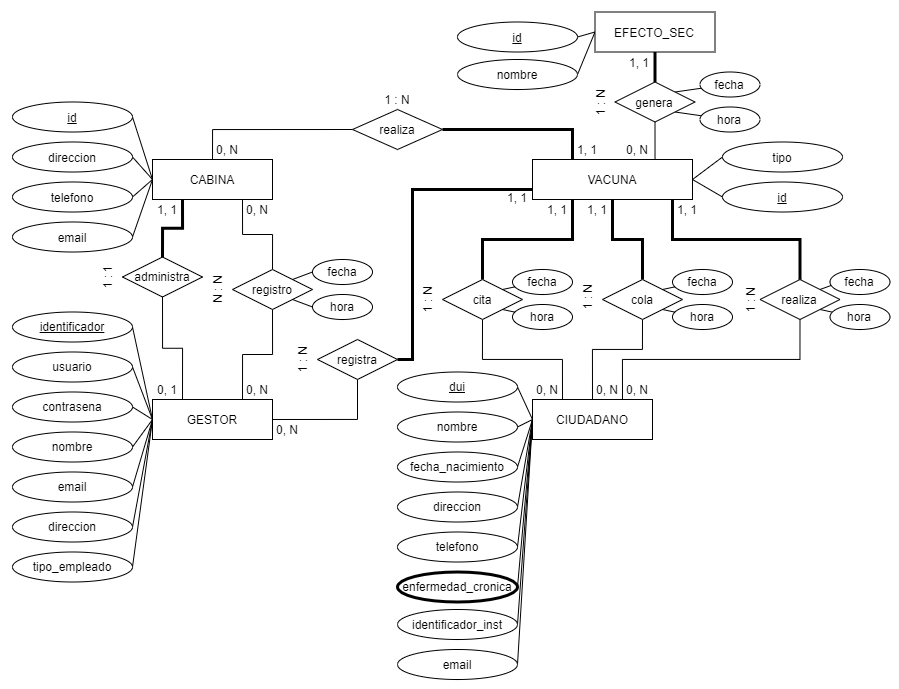 EFECTO_SEC
id
nombre
1, 1
fecha
genera
1 : N
hora
1 : N
realiza
0, N
1, 1
0, N
id
direccion
telefono
email
CABINA
VACUNA
tipo
id
1, 1
0, N
1, 1
1, 1
1, 1
1, 1
administra
1 : 1
registro
N : N
fecha
hora
cita
1 : N
fecha
hora
cola
1 : N
fecha
hora
realiza
1 : N
fecha
hora
identificador
usuario
contrasena
nombre
email
direccion
tipo_empleado
registra
1 : N
0, 1
0, N
GESTOR
0, N
0, N
0, N
0, N
CIUDADANO
dui
nombre
fecha_nacimiento
direccion
telefono
enfermedad_cronica
identificador_inst
email